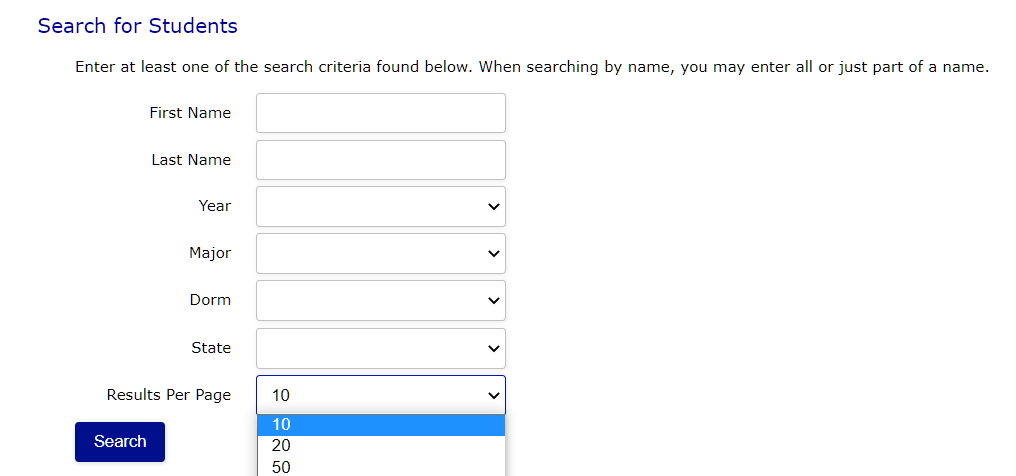 Search for Students
Enter at least one of the search criteria found below. When searching by name, you may enter all or just part of a name.
First Name
Last Name
Year
Major
Dorm
State
Results Per Page 10
10
Search 20
50